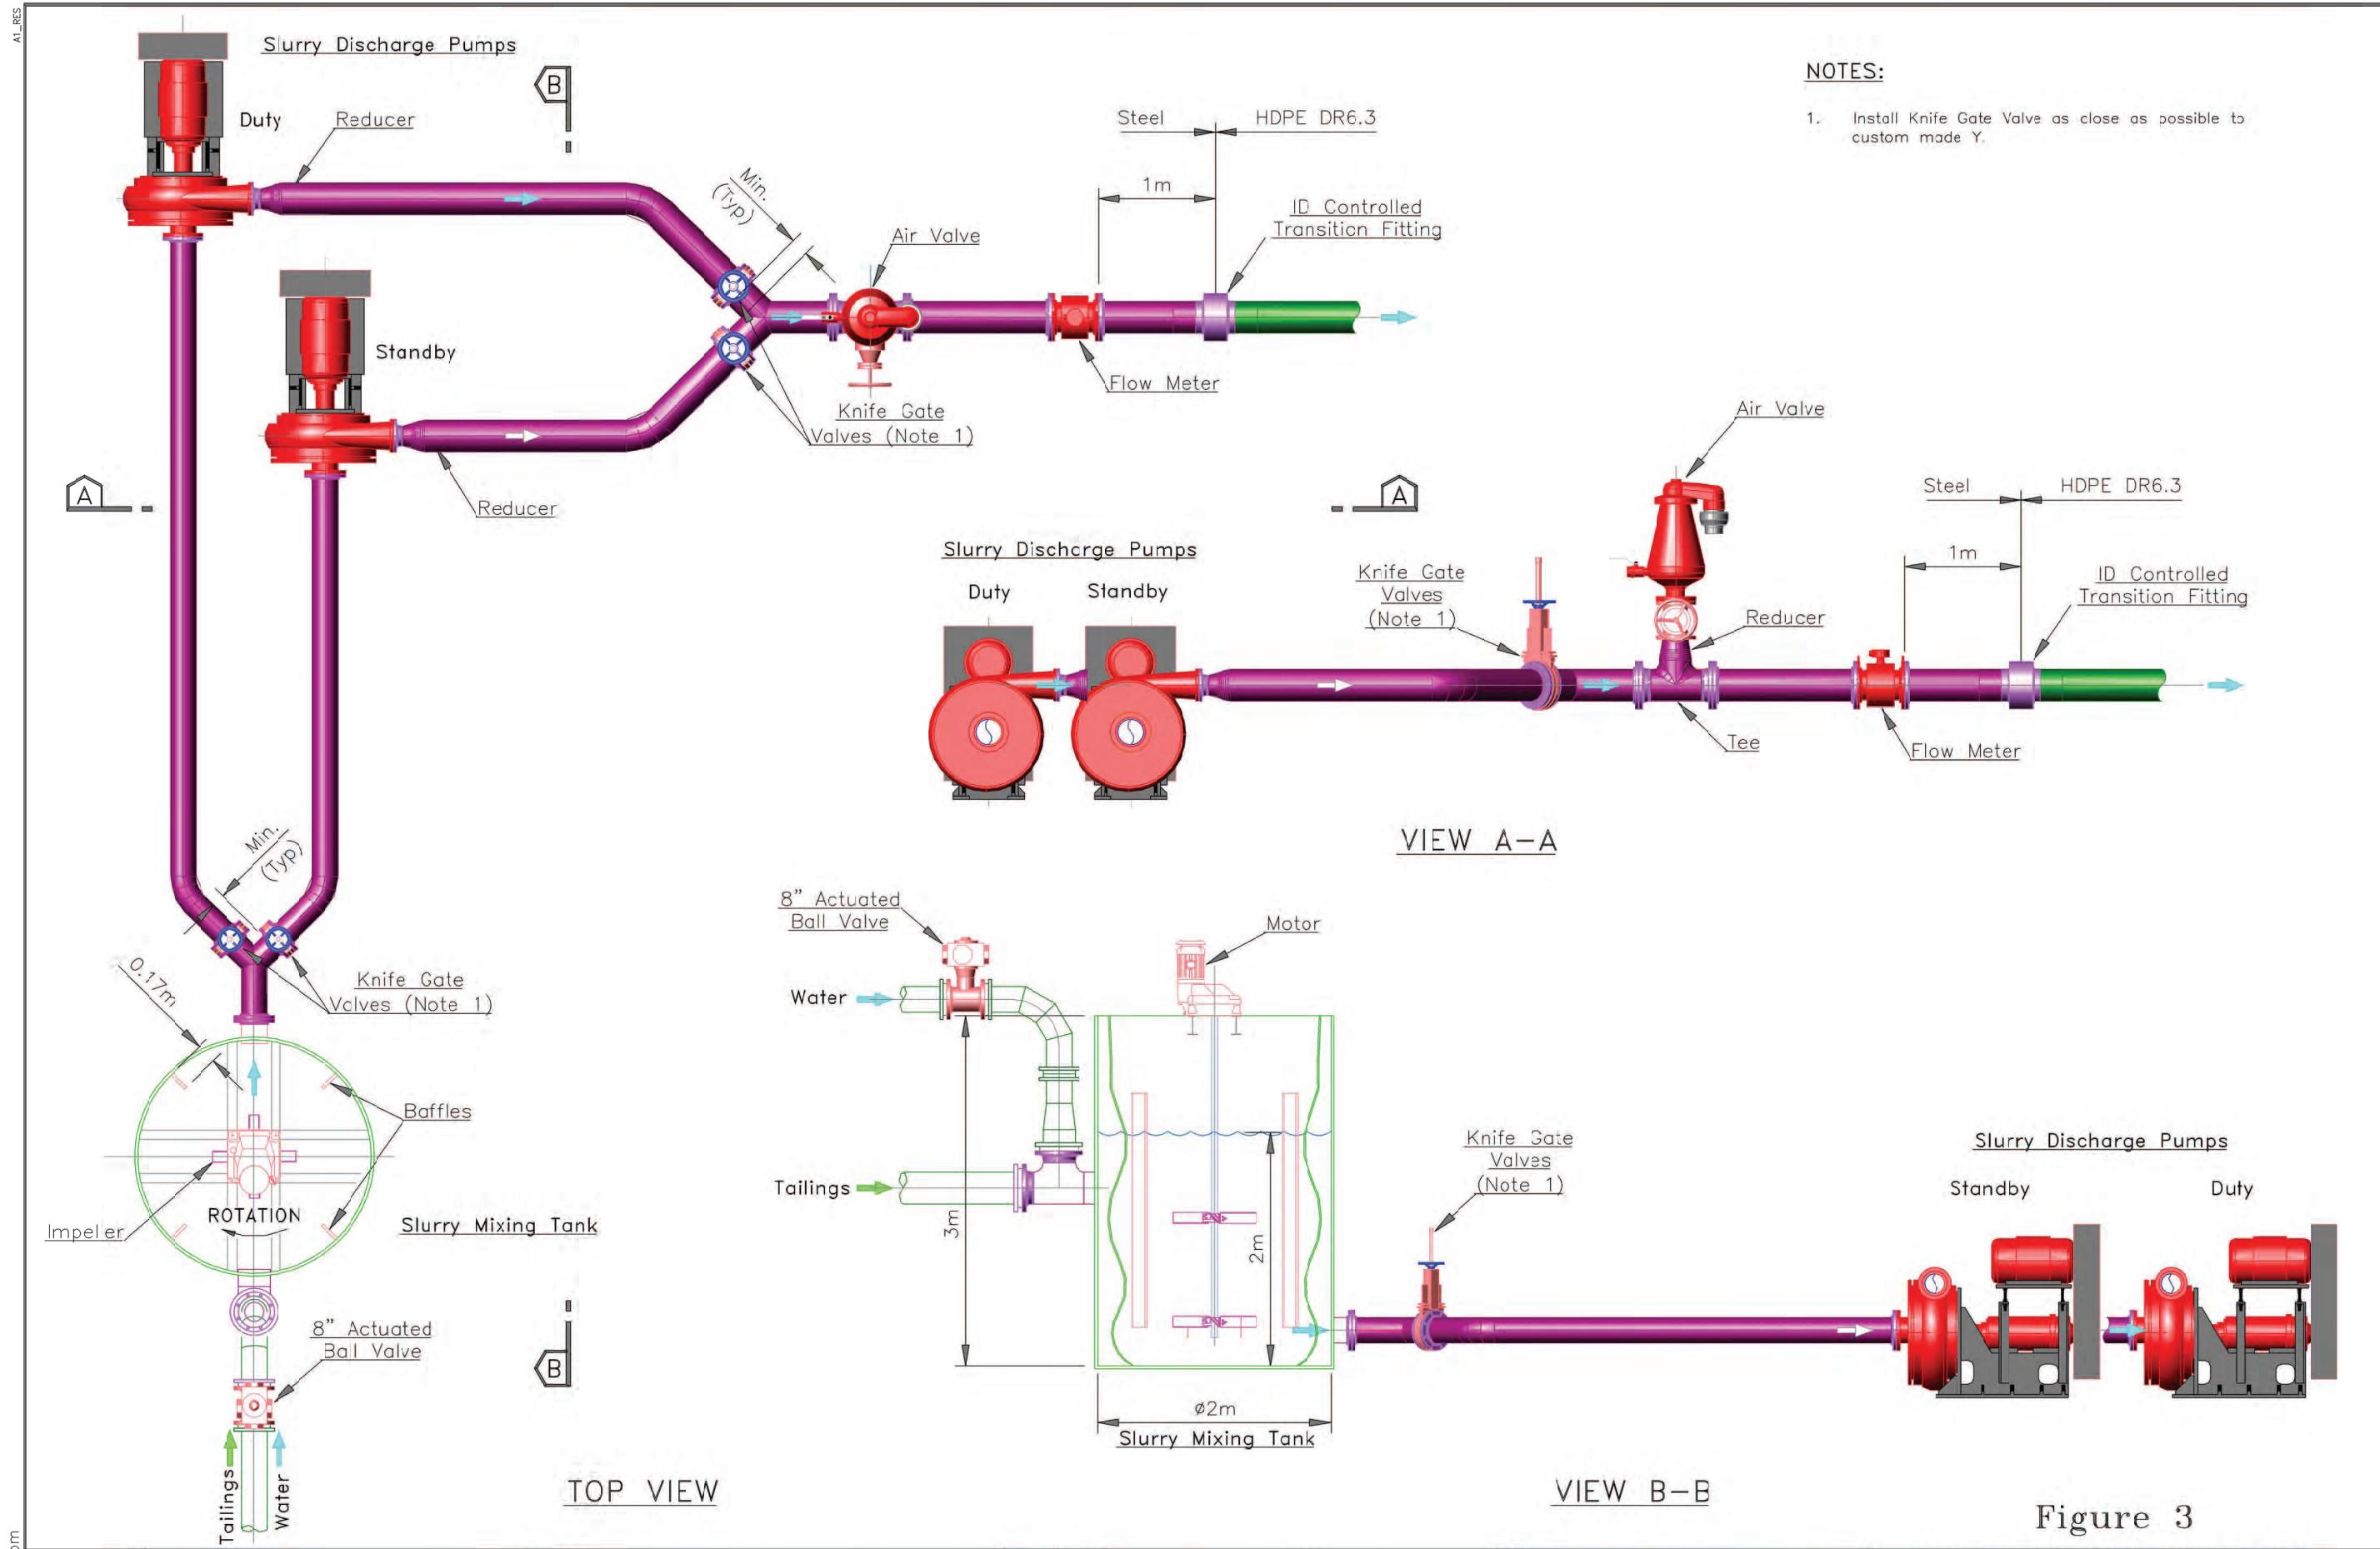 A1_RES
Slurry Discharge Pumps
B
Duty
Reducer
Min.
(Typ)
Steel
HDPE DR6.3
1m
ID Controlled
Transition Fitting
Air Valve
NOTES:
1. Install Knife Gate Valve as close as possible to
custom made Y.
Standby
Flow Meter
Knife Gate
Valves (Note 1)
Reducer
A
A
Air Valve
Steel
HDPE DR6.3
1m
ID Controlled
Transition Fitting
Slurry Discharge Pumps
Duty
Standby
Knife Gate
Valves
(Note 1)
Reducer
Tee
Flow Meter
VIEW A-A
Min.
(Typ)
0.17m
Knife Gate
Valves (Note 1)
Baffles
ROTATION
Impeller
Slurry Mixing Tank
8" Actuated
Ball Valve
B
Tailings
Water
TOP VIEW
8" Actuated
Ball Valve
Motor
Water
Tailings
3m
2m
Knife Gate
Valves
(Note 1)
Slurry Discharge Pumps
Standby
Duty
ø2m
Slurry Mixing Tank
VIEW B-B
Figure 3